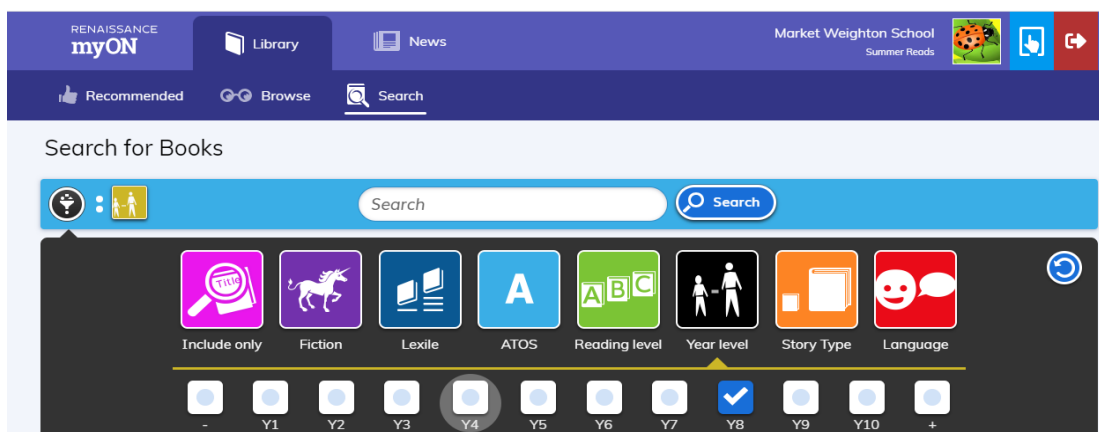 RENAISSANCE
myON
Library
News
Market Weighton School
Summer Reads
Recommended
Browse
Search
Search for Books
Search
Search
Title
A
A B C
Include only
Fiction
Lexile
ATOS
Reading level
Year level
Story Type
Language
-
Y1
Y2
Y3
Y4
Y5
Y6
Y7
Y8
Y9
Y10
+